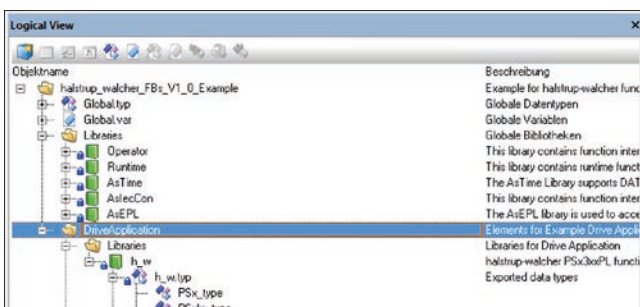 Logical View
Objektname Beschreibung
halstrup_walcher_FBs_V1_0_Example Example for halstrup-walcher func
Global.typ Globale Datentypen
Global.var Globale Variablen
Libraries Globale Bibliotheken
Operator This library contains function inter
Runtime This library contains runtime funct
AsTime The AsTime Library supports DAT
AsIecCon This library contains function inter
AsEPL The AsEPL library is used to acce
DriveApplication Elements for Example Drive Appli
Libraries Libraries for Drive Application
h_w halstrup-walcher PSx3xxPL functi
h_w.typ Exported data types
PSx_type